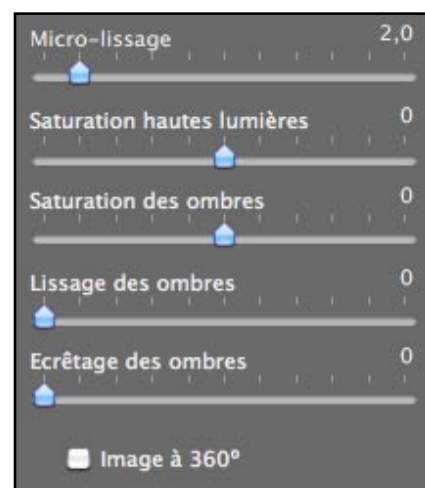 Micro-lissage 2,0
Saturation hautes lumières 0
Saturation des ombres 0
Lissage des ombres 0
Ecrêtage des ombres 0
Image à 360°